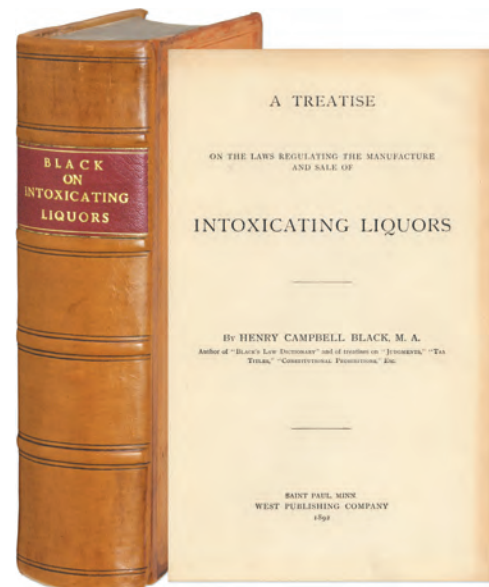 BLACK
ON
INTOXICATING
LIQUORS
A TREATISE
ON THE LAWS REGULATING THE MANUFACTURE
AND SALE OF
INTOXICATING LIQUORS
BY HENRY CAMPBELL BLACK, M. A.
Author of "BLACK'S LAW DICTIONARY" and of treatises on "JUDGMENTS," "TAX
TITLES," "CONSTITUTIONAL PROHIBITIONS," Etc.
SAINT PAUL, MINN.
WEST PUBLISHING COMPANY
1892